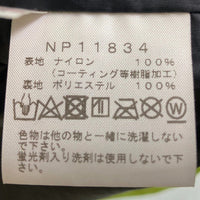 NP11834
表地 ナイロン 100%
(コーティング等樹脂加工)
裏地 ポリエステル 100%
色物は他の物と一緒に洗濯しない
で下さい。
蛍光剤入り洗剤は使用しないで下
さい。